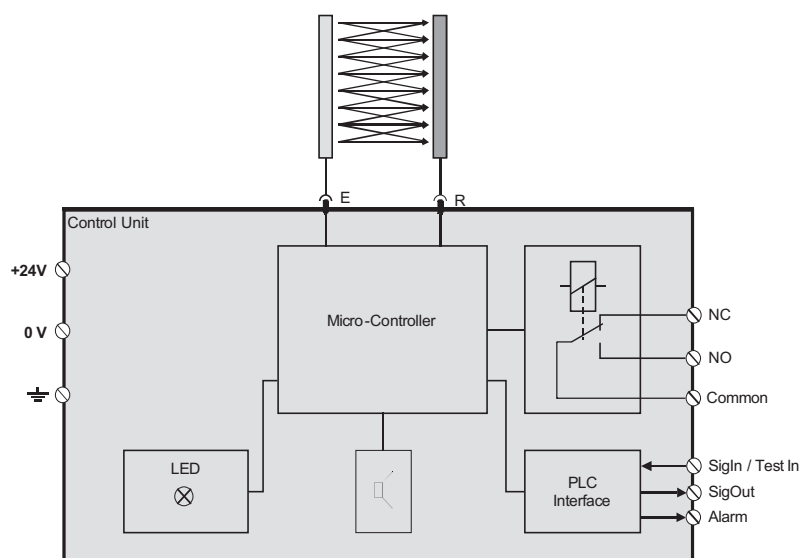 E
R
Control Unit
+24V
0 V
Micro-Controller
NC
NO
Common
LED
PLC
Interface
SigIn / Test In
SigOut
Alarm